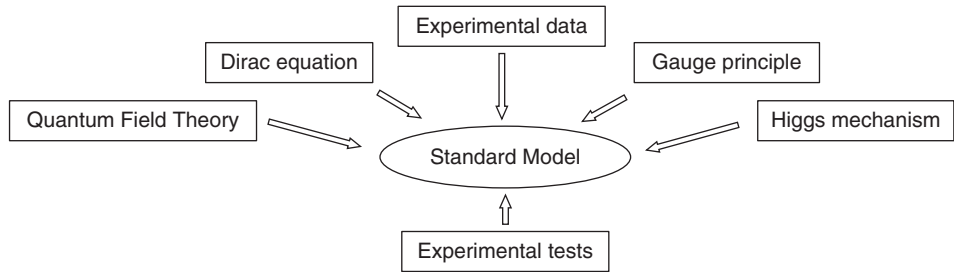 Experimental data
Dirac equation
Gauge principle
Quantum Field Theory
Higgs mechanism
Standard Model
Experimental tests